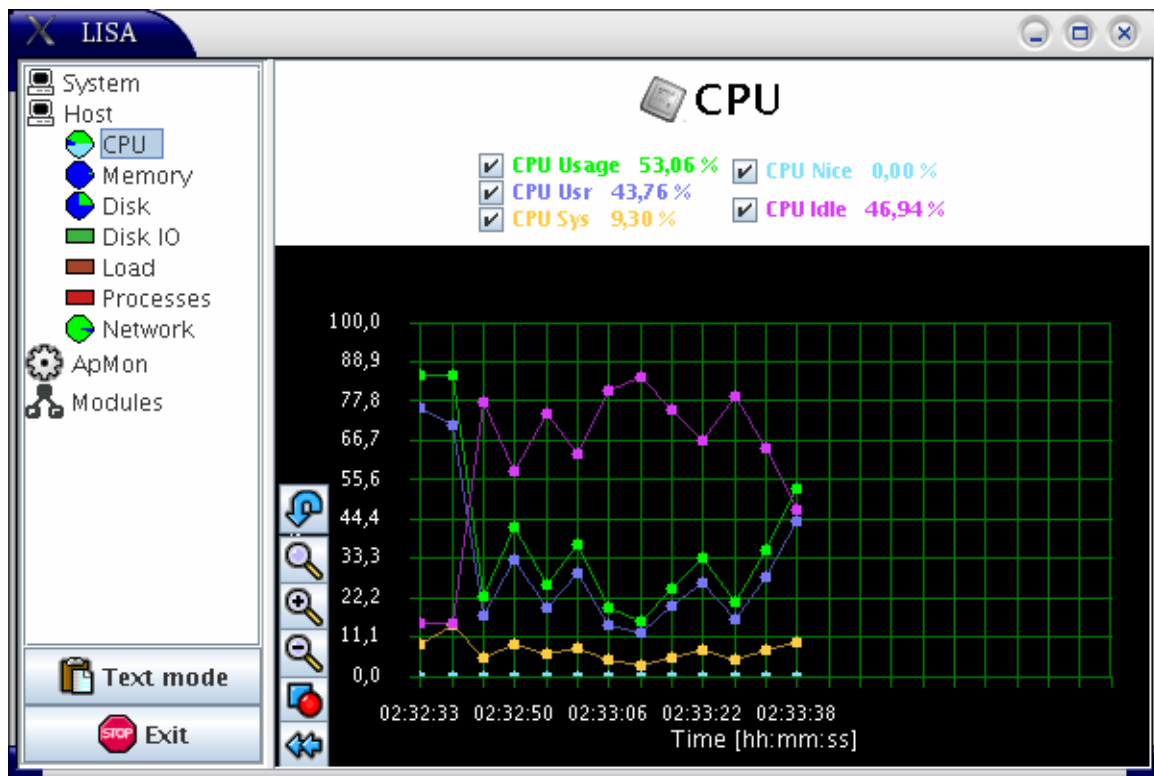 LISA
System
Host
CPU
Memory
Disk
Disk IO
Load
Processes
Network
ApMon
Modules
Text mode
STOP
Exit
CPU
CPU Usage 53,06 %
CPU Usr 43,76 %
CPU Sys 9,30 %
CPU Nice 0,00 %
CPU Idle 46,94 %
100,0
88,9
77,8
66,7
55,6
44,4
33,3
22,2
11,1
0,0
02:32:33 02:32:50 02:33:06 02:33:22 02:33:38
Time [hh:mm:ss]